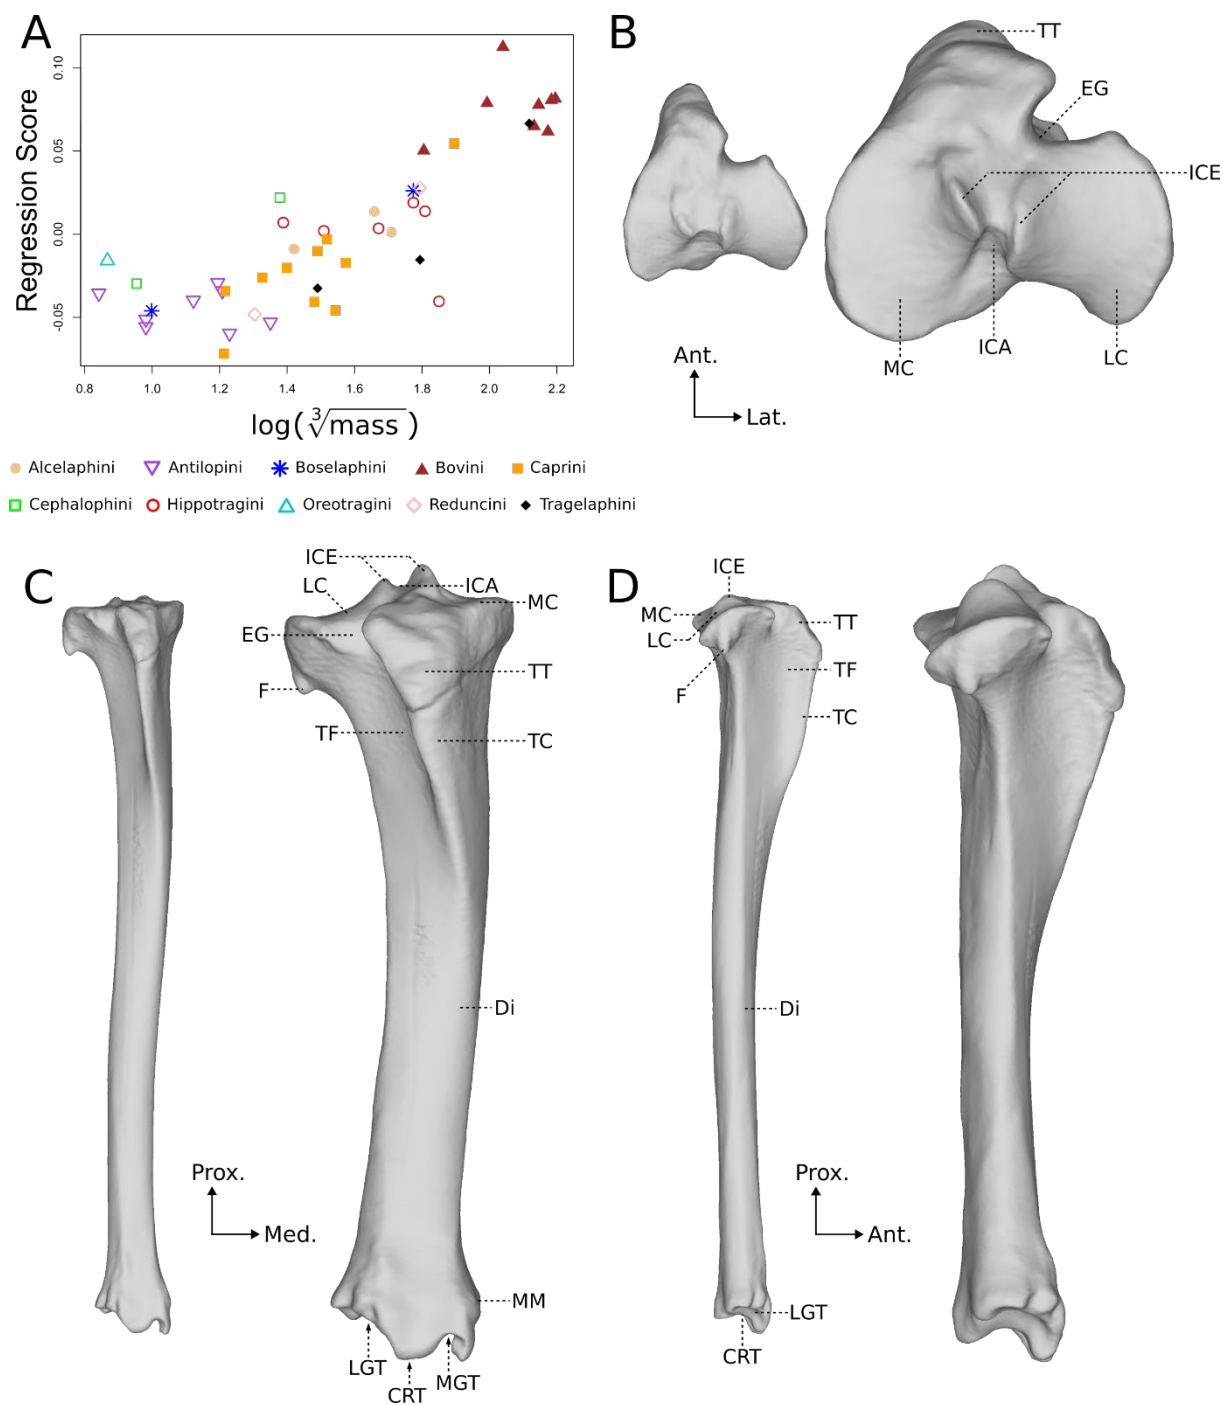 A
Regression Score
0.10
0.05
0.00
-0.05
0.8 1.0 1.2 1.4 1.6 1.8 2.0 2.2
log(∛mass)
Alcelaphini Antilopini Boselaphini Bovini Caprini
Cephalophini Hippotragini Oreotragini Reduncini Tragelaphini
B
TT
EG
ICE
MC
ICA
LC
Ant.
Lat.
C
ICE
LC
ICA
MC
EG
TT
F
TF
TC
Di
Prox.
Med.
MM
LGT
CRT
MGT
D
ICE
MC
LC
TT
F
TF
TC
Di
Prox.
Ant.
LGT
CRT